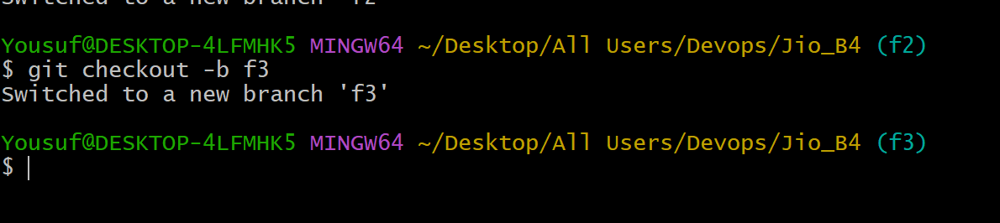 Switched to a new branch 'f2'
Yousuf@DESKTOP-4LFMHK5 MINGW64 ~/Desktop/All Users/Devops/Jio_B4 (f2)
$ git checkout -b f3
Switched to a new branch 'f3'
Yousuf@DESKTOP-4LFMHK5 MINGW64 ~/Desktop/All Users/Devops/Jio_B4 (f3)
$